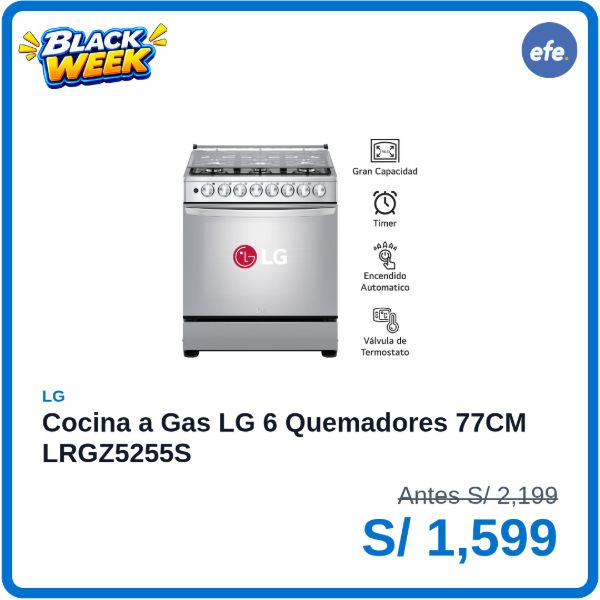 BLACK
WEEK
efe.
Gran Capacidad
Timer
LG
Encendido
Automatico
Válvula de
Termostato
LG
Cocina a Gas LG 6 Quemadores 77CM
LRGZ5255S
Antes S/ 2,199
S/ 1,599